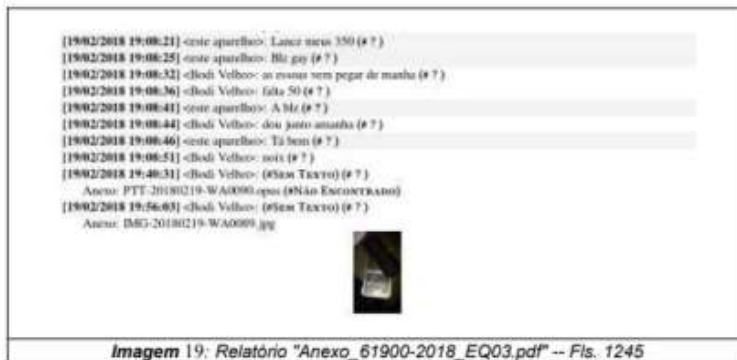 [19/02/2018 19:08:21] <este aparelho>: Lance meus 350 (# ? )
[19/02/2018 19:08:25] <este aparelho>: Blz gay (# ? )
[19/02/2018 19:08:32] <Bodi Velho>: as vem pegar de manha (# ? )
[19/02/2018 19:08:36] <Bodi Velho>: falta 50 (# ? )
[19/02/2018 19:08:41] <este aparelho>: A blz (# ? )
[19/02/2018 19:08:44] <Bodi Velho>: dou junto amanha (# ? )
[19/02/2018 19:08:46] <este aparelho>: Tá bem (# ? )
[19/02/2018 19:08:51] <Bodi Velho>: noix (# ? )
[19/02/2018 19:40:31] <Bodi Velho>: (#SEM TEXTO) (# ? )
Anexo: PTT-20180219-WA0090.opus (#NÃO ENCONTRADO)
[19/02/2018 19:56:03] <Bodi Velho>: (#SEM TEXTO) (# ? )
Anexo: IMG-20180219-WA0089.jpg
Imagem 19: Relatório "Anexo_61900-2018_EQ03.pdf" -- Fls. 1245